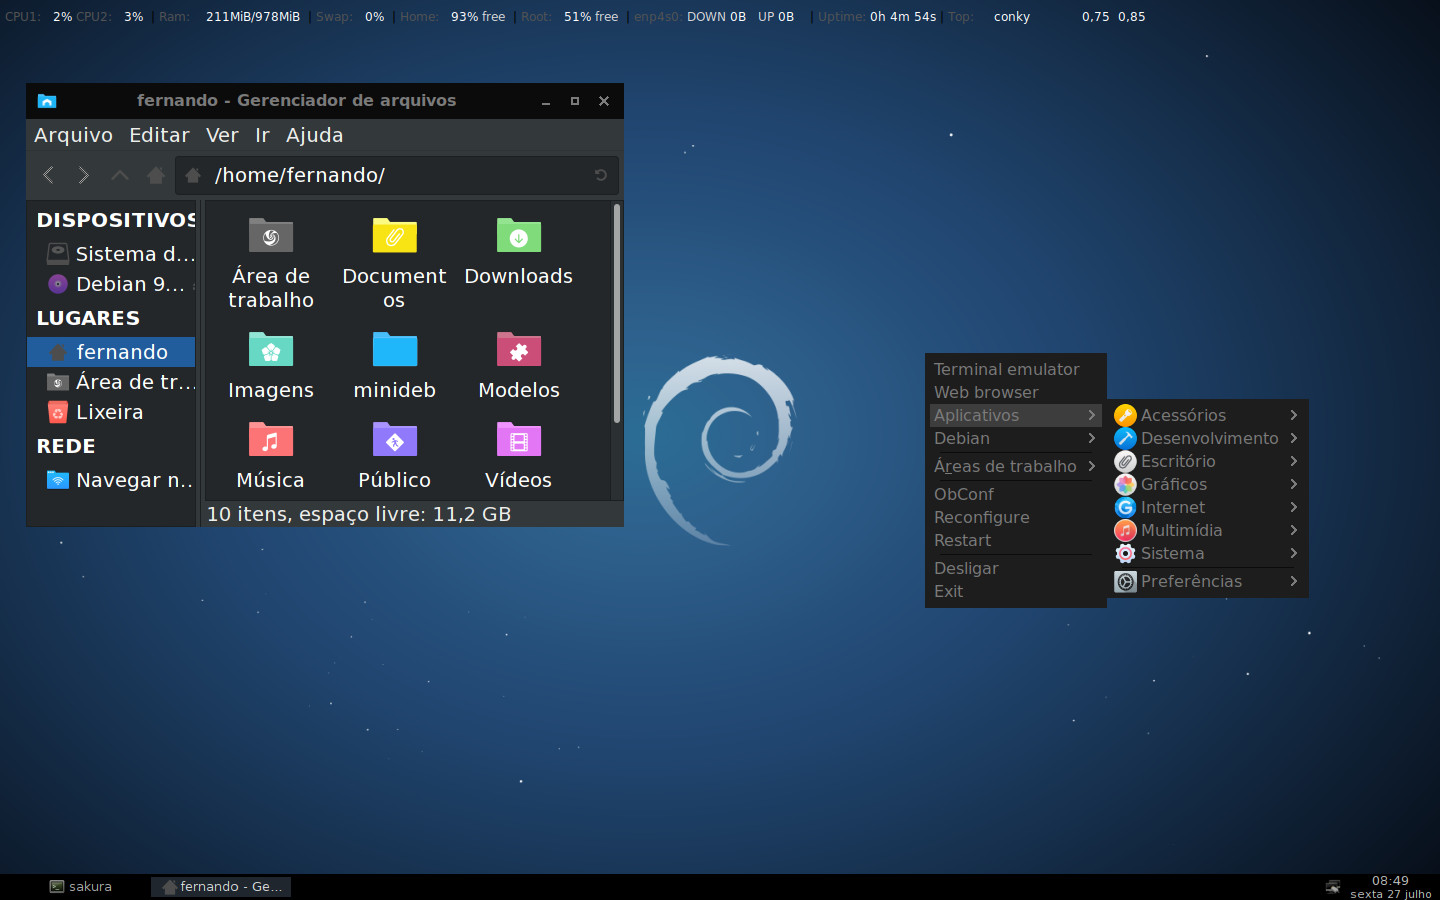 CPU1: 2% CPU2: 3% | Ram: 211MiB/978MiB | Swap: 0% | Home: 93% free | Root: 51% free | enp4s0: DOWN 0B UP 0B | Uptime: 0h 4m 54s | Top: conky 0,75 0,85
fernando - Gerenciador de arquivos
Arquivo Editar Ver Ir Ajuda
/home/fernando/
DISPOSITIVOS
Sistema d...
Debian 9...
LUGARES
fernando
Área de tr...
Lixeira
REDE
Navegar n...
Área de
trabalho
Document
os
Downloads
Imagens
minideb
Modelos
Música
Público
Vídeos
10 itens, espaço livre: 11,2 GB
Terminal emulator
Web browser
Aplicativos
Debian
Áreas de trabalho
ObConf
Reconfigure
Restart
Desligar
Exit
Acessórios
Desenvolvimento
Escritório
Gráficos
Internet
Multimídia
Sistema
Preferências
sakura
fernando - Ge...
08:49
sexta 27 julho